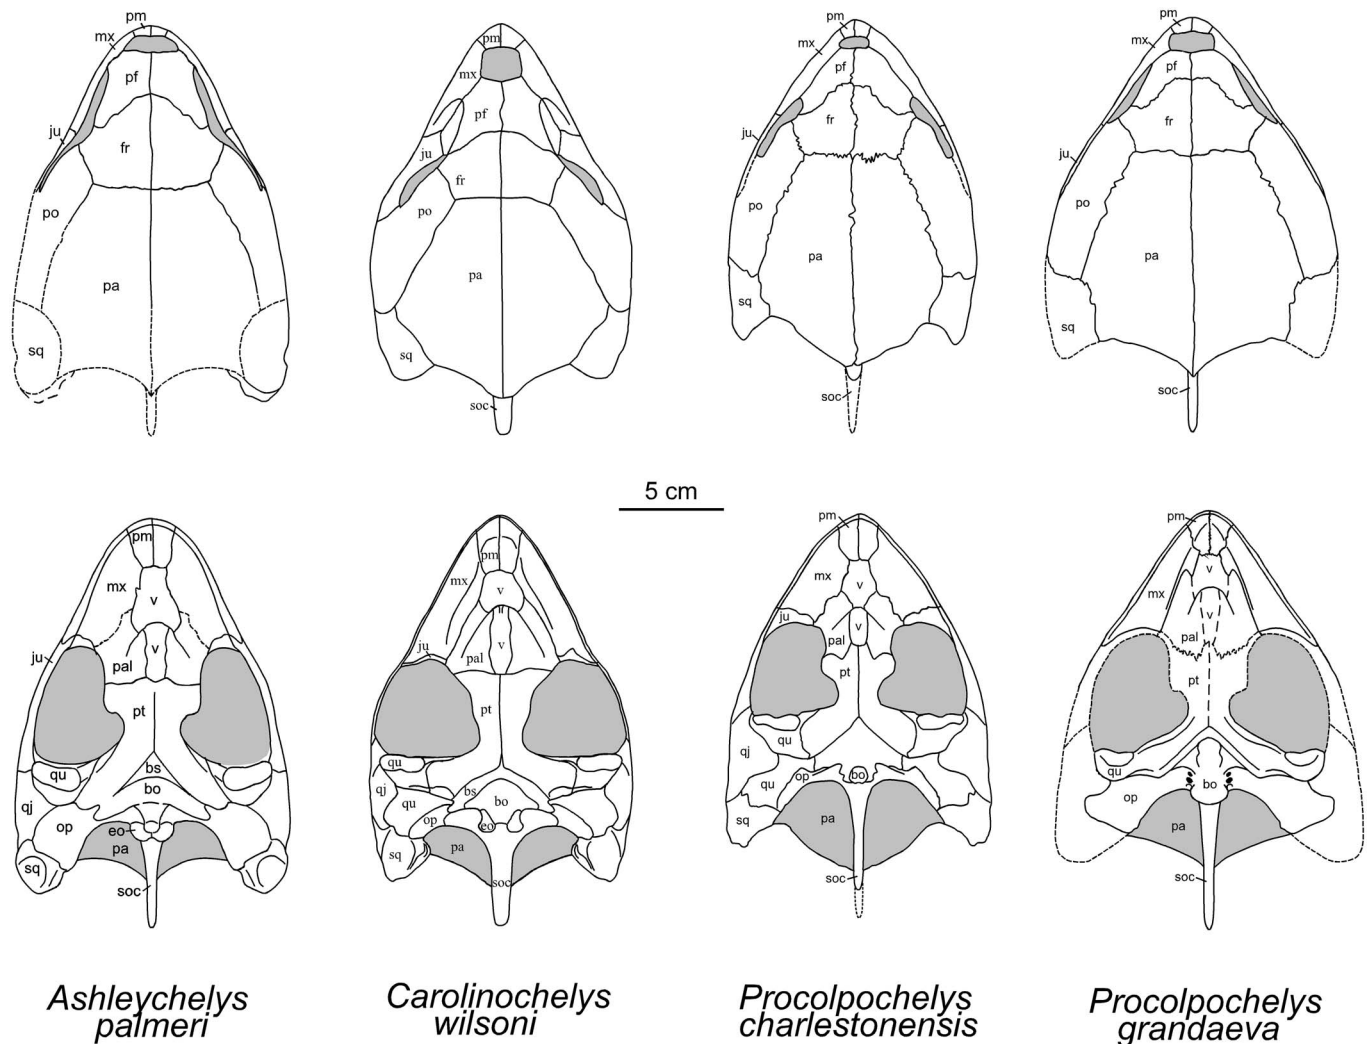 pm
mx
pf
ju
fr
po
pa
sq
pm
mx
pf
ju
fr
po
pa
sq
soc
pm
mx
pf
fr
ju
po
pa
sq
soc
pm
mx
pf
fr
ju
po
pa
sq
soc
5 cm
pm
mx
v
ju
v
pal
pt
qu
bs
bo
qj
op
eo
pa
sq
soc
pm
mx
v
ju
v
pal
pt
qu
qj
bs
bo
qu
op
eo
pa
sq
soc
pm
mx
v
ju
v
pal
pt
qj
qu
op
bo
qu
sq
pa
soc
pm
v
mx
v
pal
pt
qu
bo
op
pa
soc
Ashleychelys
palmeri
Carolinochelys
wilsoni
Procolpochelys
charlestonensis
Procolpochelys
grandaeva